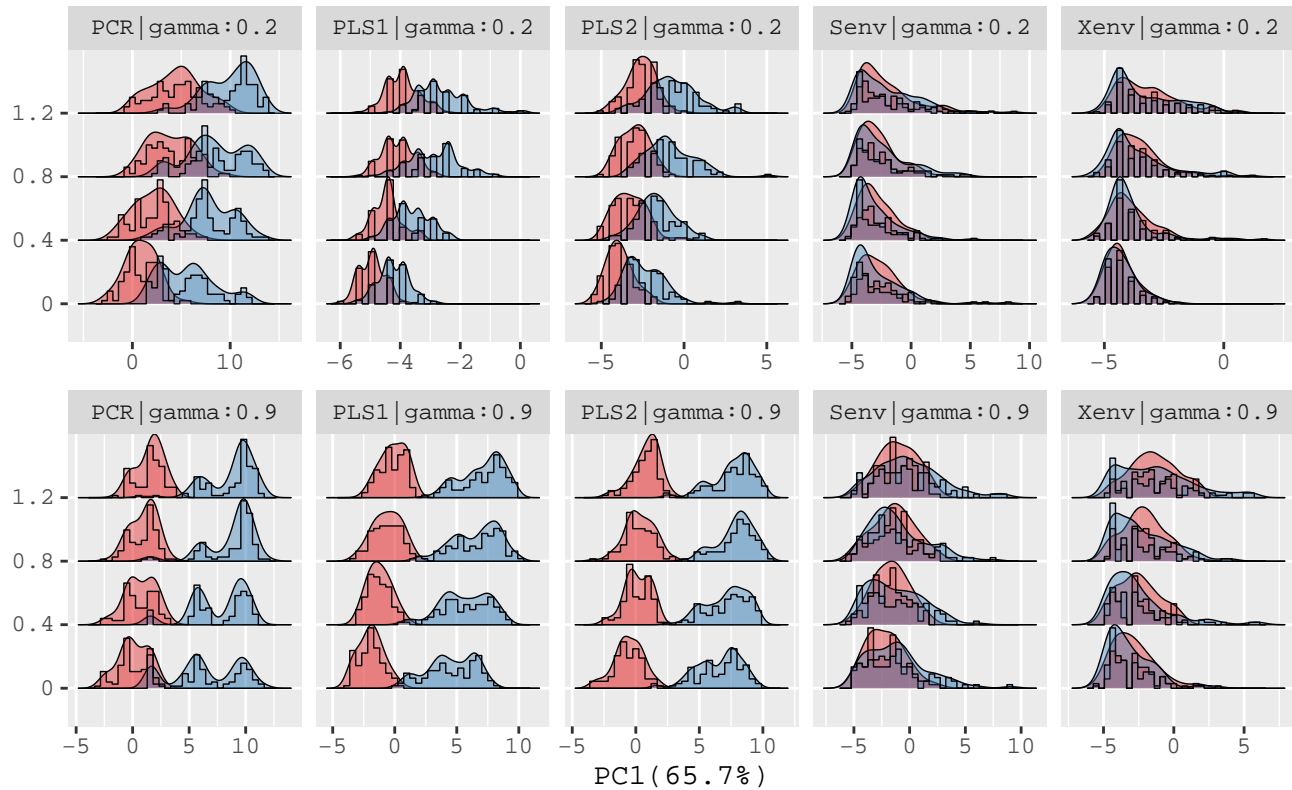 PCR|gamma:0.2 PLS1|gamma:0.2 PLS2|gamma:0.2 Senv|gamma:0.2 Xenv|gamma:0.2
1.2
0.8
0.4
0
0 10 -6 -4 -2 0 -5 0 5 -5 0 5 10 -5 0
PCR|gamma:0.9 PLS1|gamma:0.9 PLS2|gamma:0.9 Senv|gamma:0.9 Xenv|gamma:0.9
1.2
0.8
0.4
0
-5 0 5 10 -5 0 5 10 -5 0 5 10 -5 0 5 10 -5 0 5
PC1(65.7%)